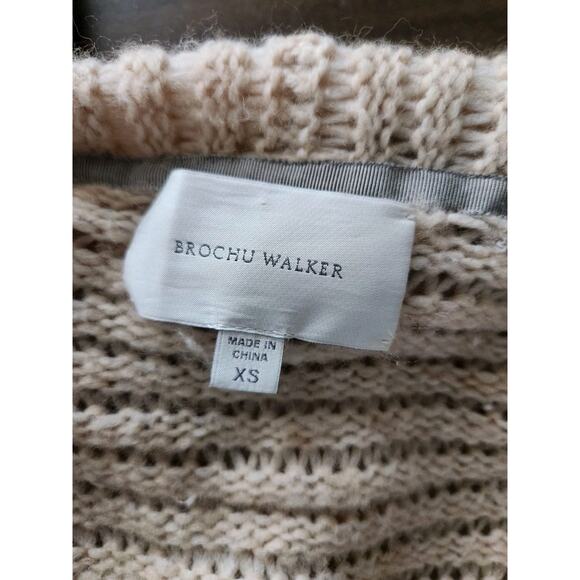 BROCHU WALKER
MADE IN
CHINA
XS